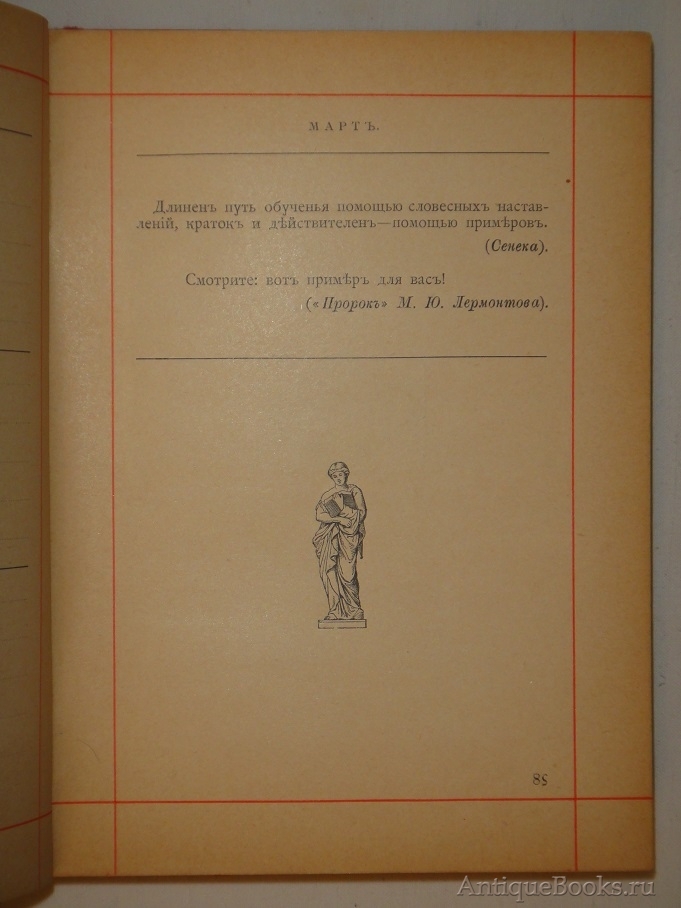 МАРТЪ.
Длиненъ путь обученья помощью словесныхъ настав-
леній, кратокъ и дѣйствителенъ—помощью примѣровъ.
(Сенека).
Смотрите: вотъ примѣръ для васъ!
(«Пророкъ» М. Ю. Лермонтова).
85
AntiqueBooks.ru